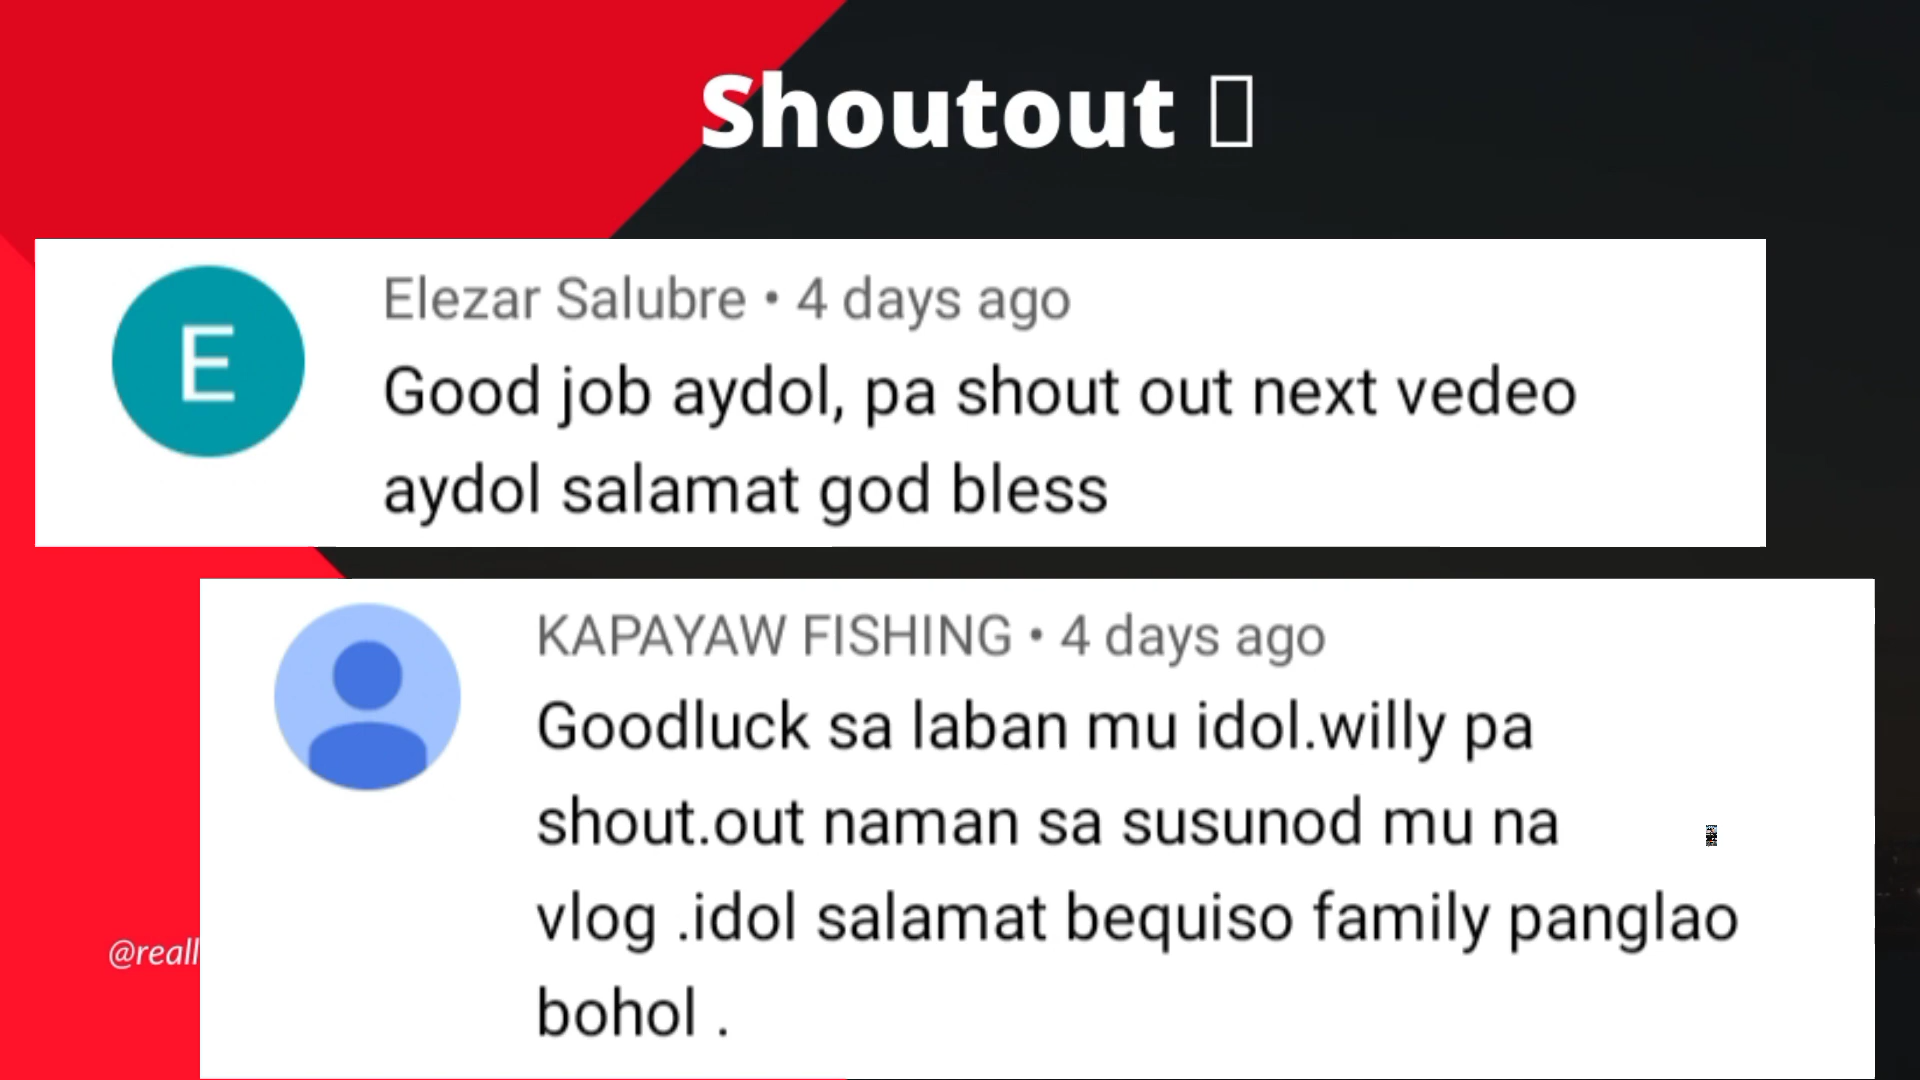 Shoutout
E
Elezar Salubre • 4 days ago
Good job aydol, pa shout out next vedeo
aydol salamat god bless
KAPAYAW FISHING • 4 days ago
Goodluck sa laban mu idol.willy pa
shout.out naman sa susunod mu na
vlog .idol salamat bequiso family panglao
bohol .
@reall